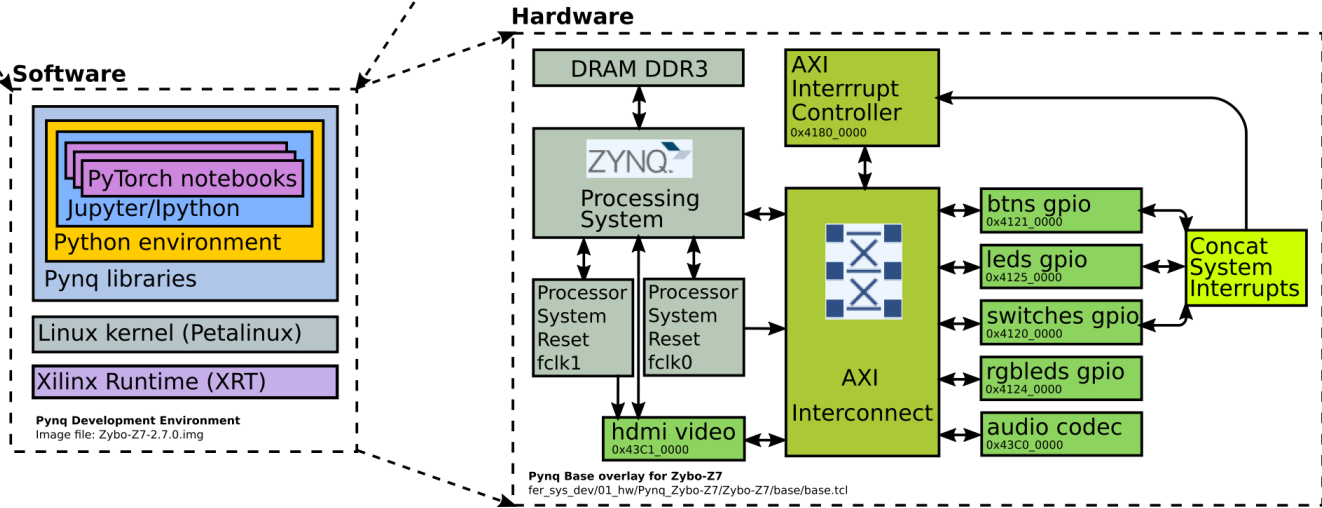 Software
PyTorch notebooks
Jupyter/Ipython
Python environment
Pynq libraries
Linux kernel (Petalinux)
Xilinx Runtime (XRT)
Pynq Development Environment
Image file: Zybo-Z7-2.7.0.img
Hardware
DRAM DDR3
ZYNQ
Processing
System
Processor
System
Reset
fclk1
Processor
System
Reset
fclk0
hdmi video
0x43C1_0000
AXI
Interrrupt
Controller
0x4180_0000
AXI
Interconnect
btns gpio
0x4121_0000
leds gpio
0x4125_0000
switches gpio
0x4120_0000
rgbleds gpio
0x4124_0000
audio codec
0x43C0_0000
Concat
System
Interrupts
Pynq Base overlay for Zybo-Z7
fer_sys_dev/01_hw/Pynq_Zybo-Z7/Zybo-Z7/base/base.tcl